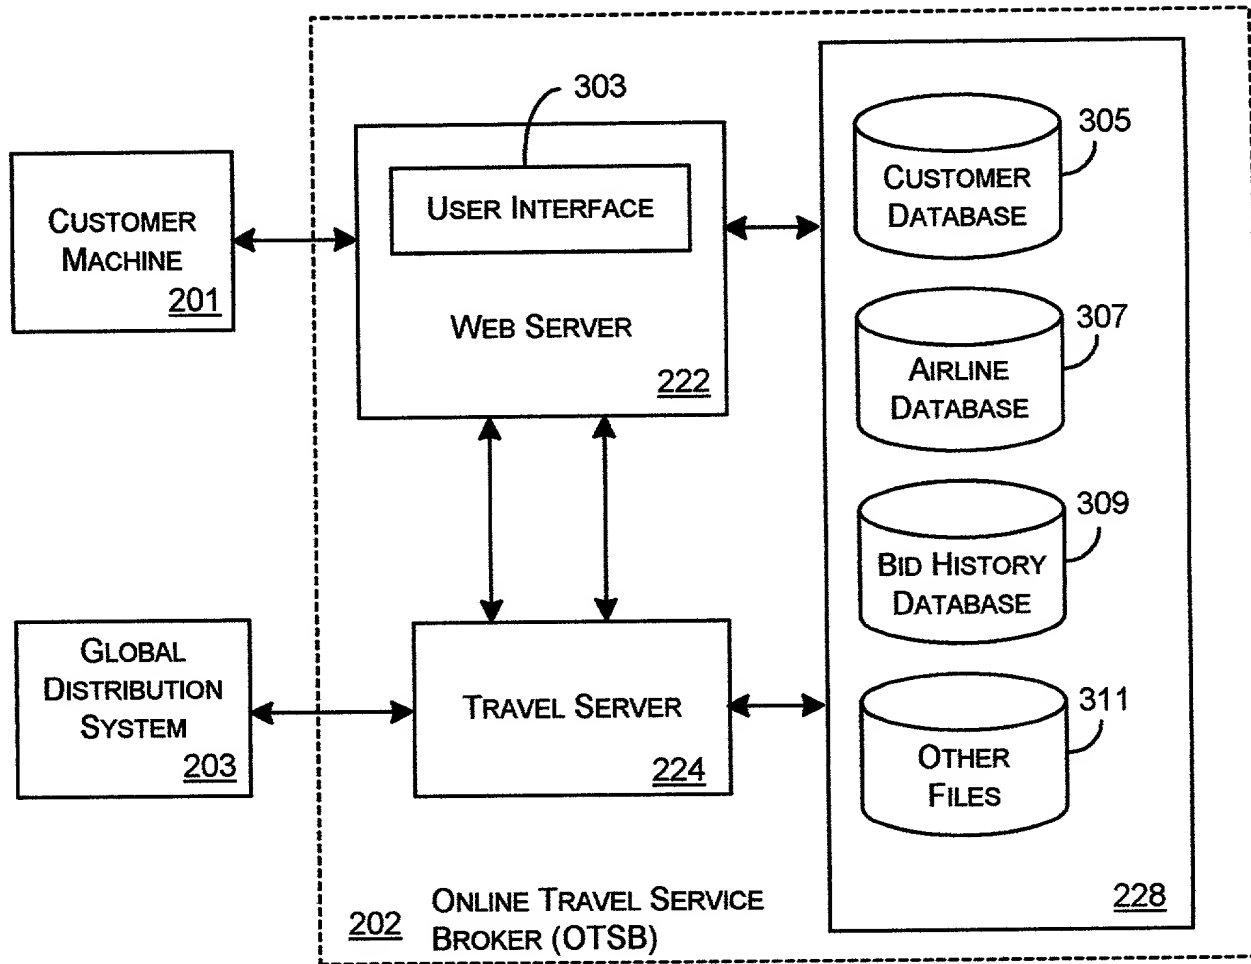 303
CUSTOMER
MACHINE
201
USER INTERFACE
WEB SERVER
222
305
CUSTOMER
DATABASE
307
AIRLINE
DATABASE
309
BID HISTORY
DATABASE
311
OTHER
FILES
228
GLOBAL
DISTRIBUTION
SYSTEM
203
TRAVEL SERVER
224
202
ONLINE TRAVEL SERVICE
BROKER (OTSB)